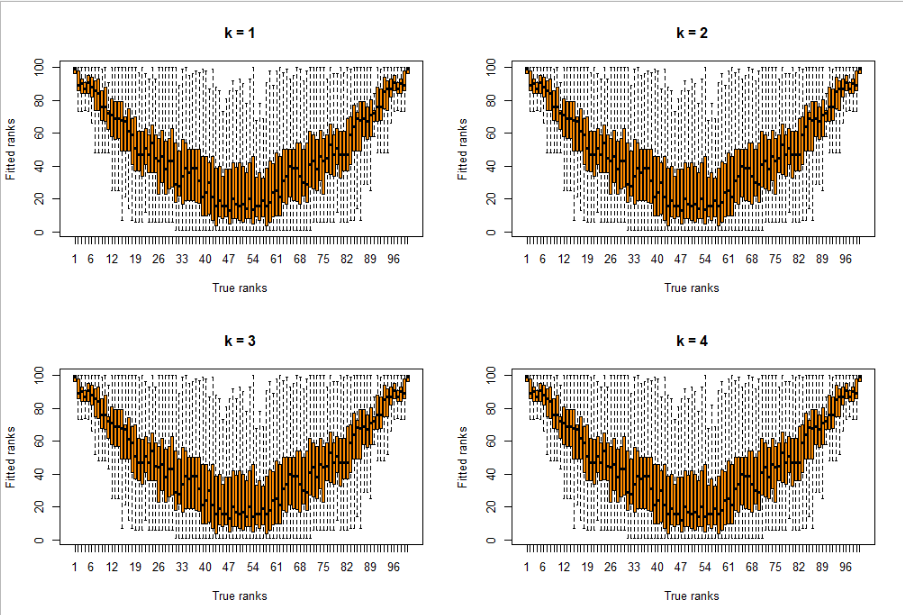 k = 1
Fitted ranks
0 20 40 60 80 100
1 6 12 19 26 33 40 47 54 61 68 75 82 89 96
True ranks
k = 2
Fitted ranks
0 20 40 60 80 100
1 6 12 19 26 33 40 47 54 61 68 75 82 89 96
True ranks
k = 3
Fitted ranks
0 20 40 60 80 100
1 6 12 19 26 33 40 47 54 61 68 75 82 89 96
True ranks
k = 4
Fitted ranks
0 20 40 60 80 100
1 6 12 19 26 33 40 47 54 61 68 75 82 89 96
True ranks